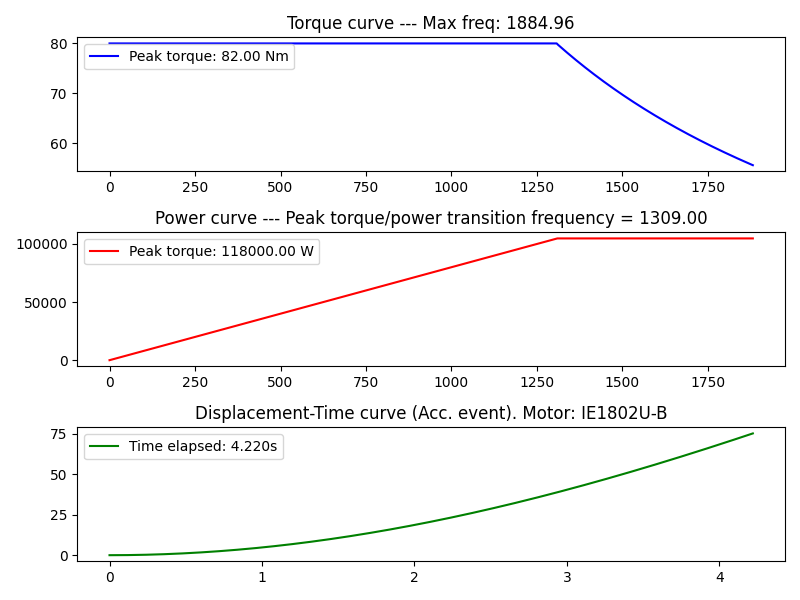 Torque curve --- Max freq: 1884.96
80
Peak torque: 82.00 Nm
70
60
0 250 500 750 1000 1250 1500 1750
Power curve --- Peak torque/power transition frequency = 1309.00
100000
Peak torque: 118000.00 W
50000
0
0 250 500 750 1000 1250 1500 1750
Displacement-Time curve (Acc. event). Motor: IE1802U-B
75
Time elapsed: 4.220s
50
25
0
0 1 2 3 4